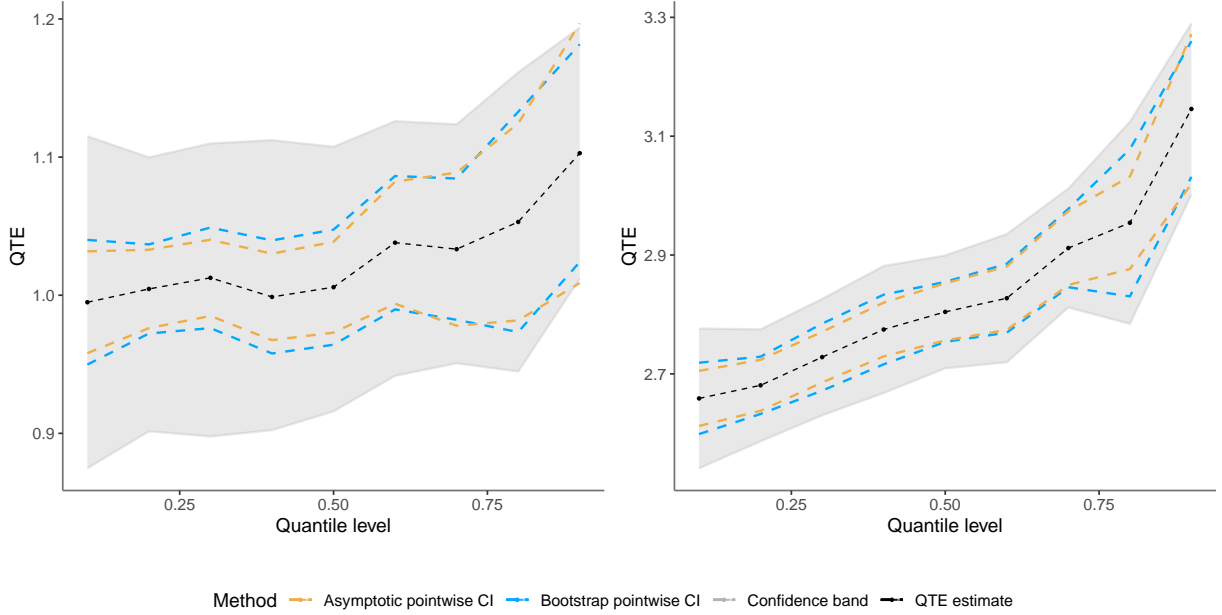 1.2
1.1
1.0
0.9
QTE
0.25
0.50
0.75
Quantile level
3.3
3.1
2.9
2.7
QTE
0.25
0.50
0.75
Quantile level
Method
Asymptotic pointwise CI
Bootstrap pointwise CI
Confidence band
QTE estimate